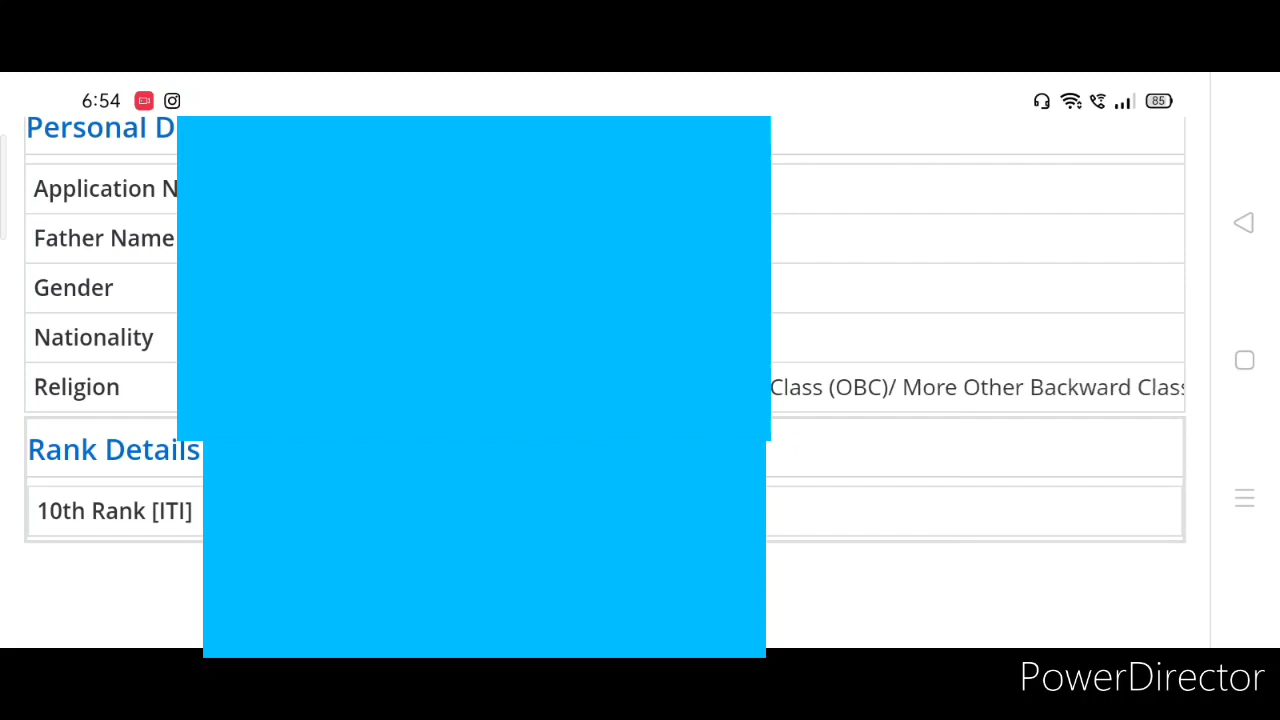 6:54 85
Personal D
Application N
Father Name
Gender
Nationality
Religion Class (OBC)/ More Other Backward Class
Rank Details
10th Rank [ITI]
PowerDirector